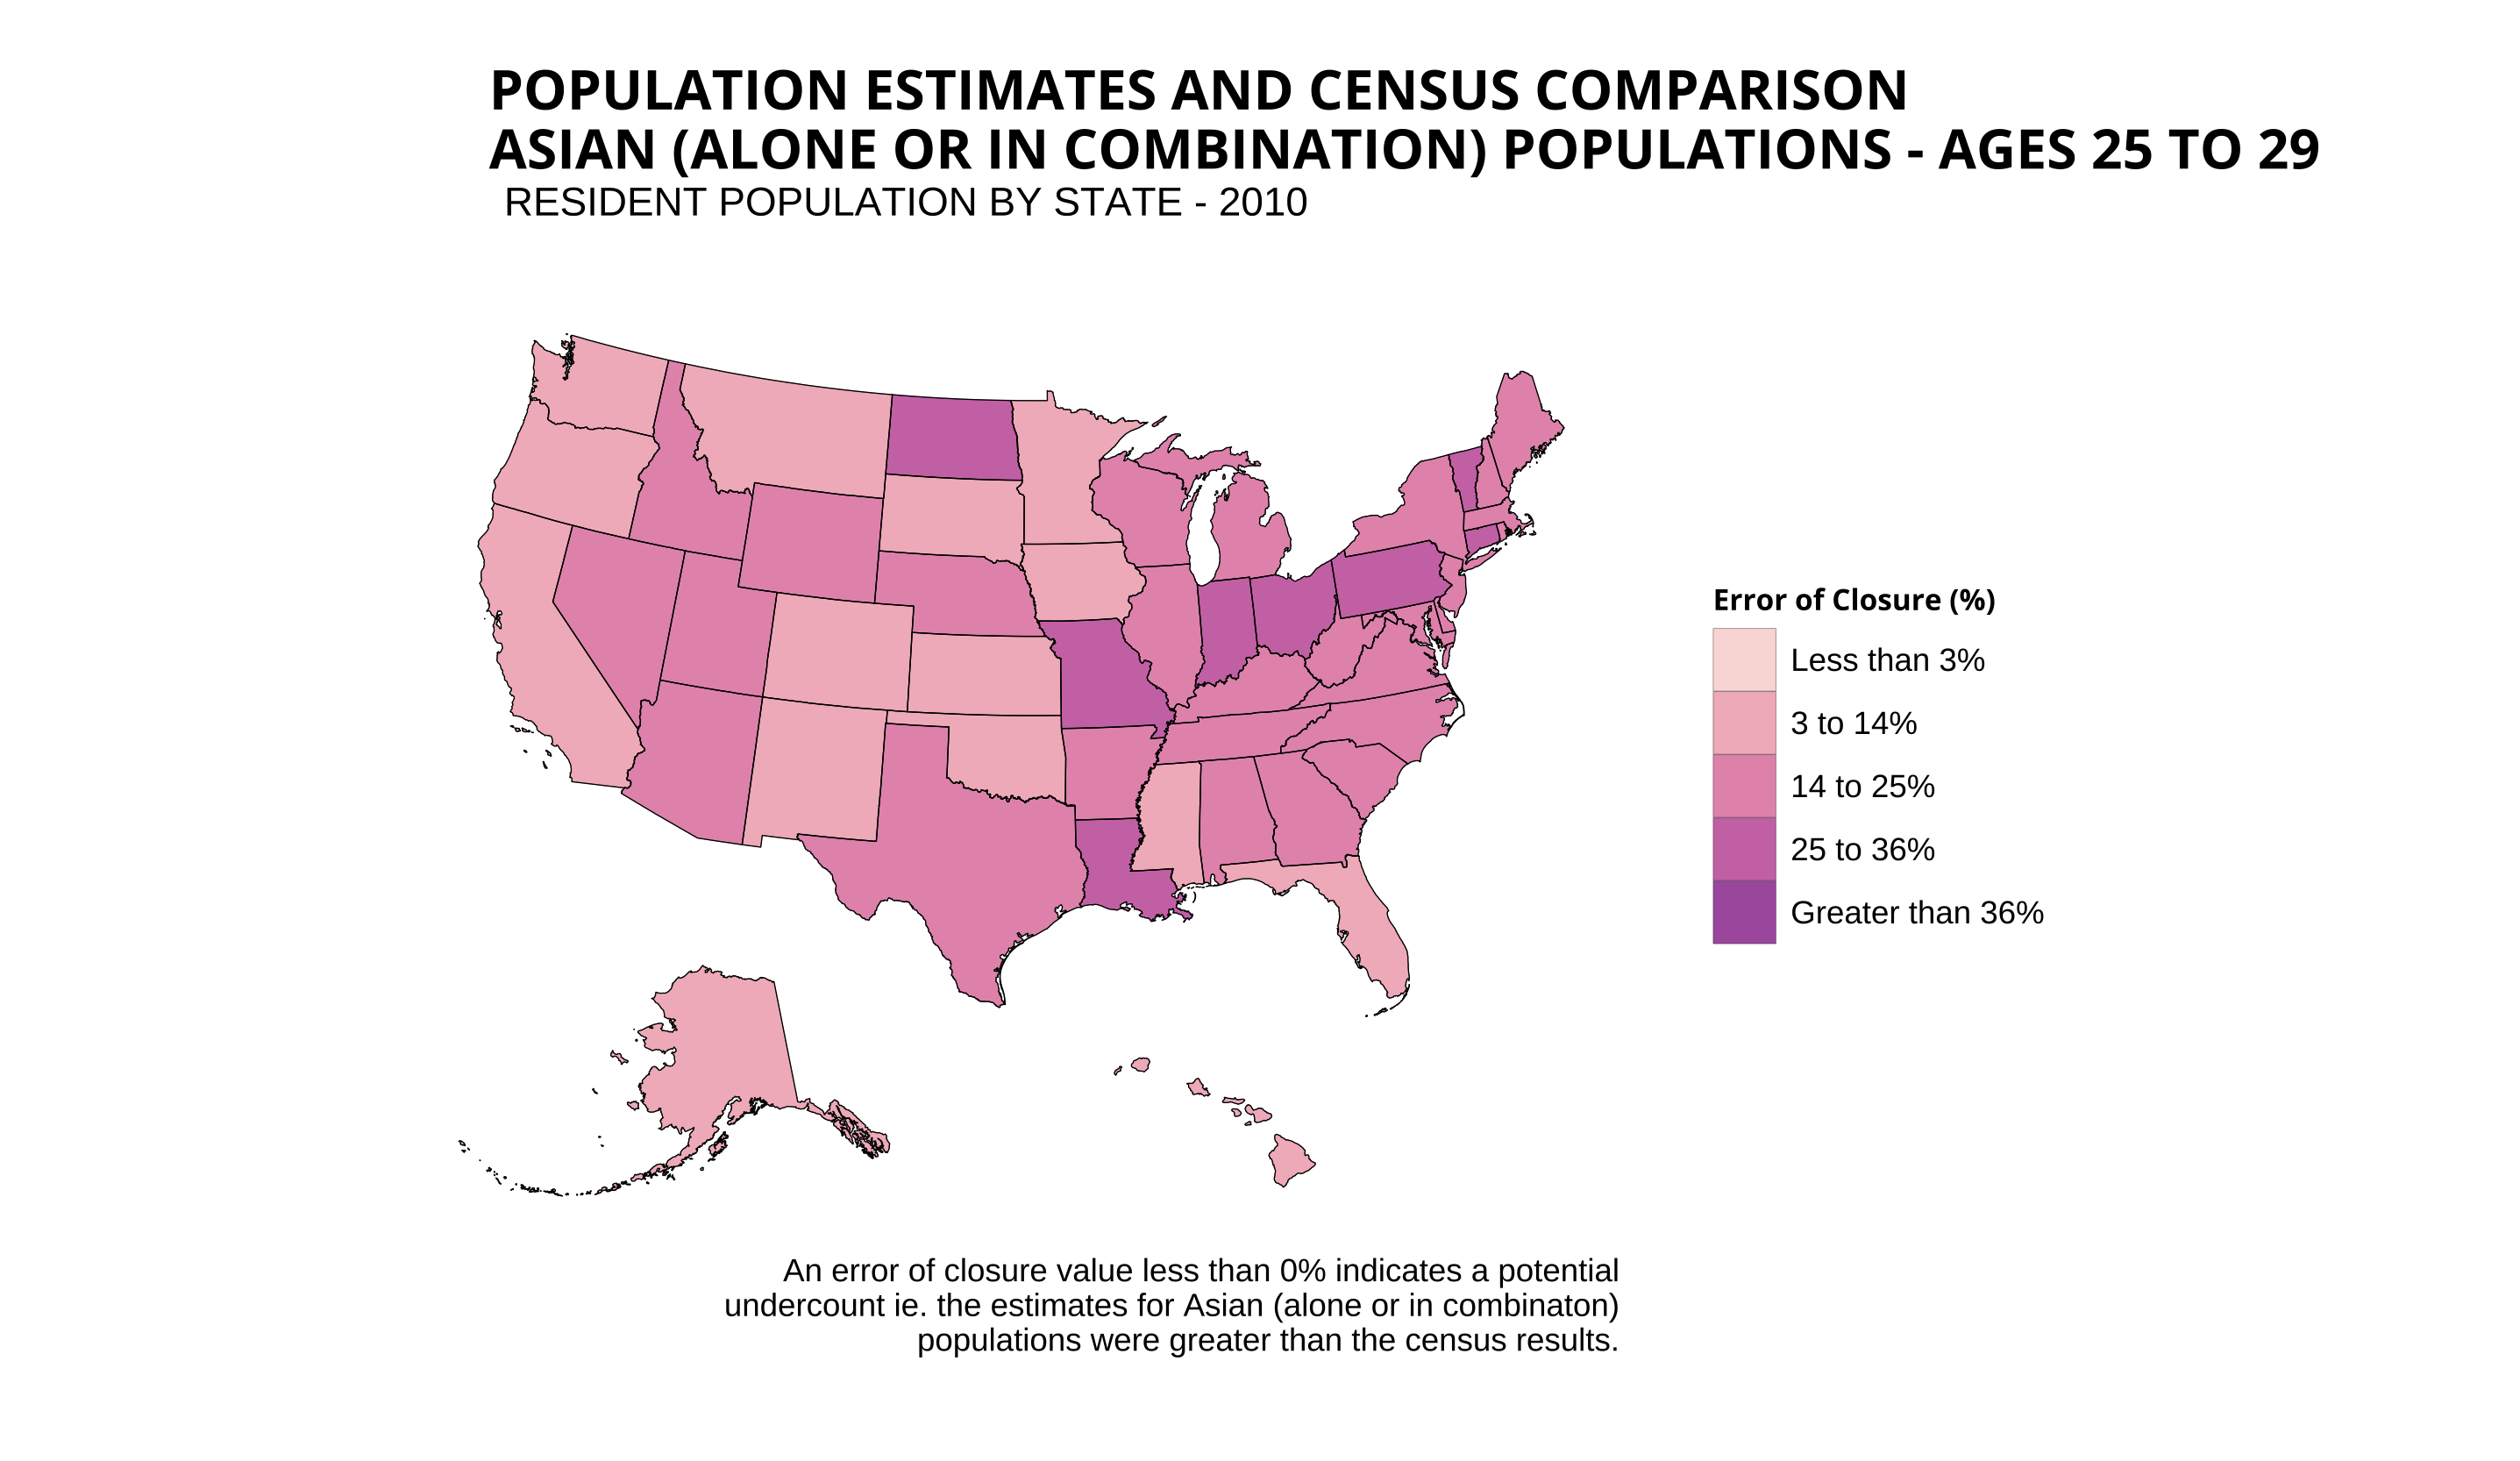 POPULATION ESTIMATES AND CENSUS COMPARISON
ASIAN (ALONE OR IN COMBINATION) POPULATIONS - AGES 25 TO 29
RESIDENT POPULATION BY STATE - 2010
Error of Closure (%)
Less than 3%
3 to 14%
14 to 25%
25 to 36%
Greater than 36%
An error of closure value less than 0% indicates a potential
undercount ie. the estimates for Asian (alone or in combinaton)
populations were greater than the census results.